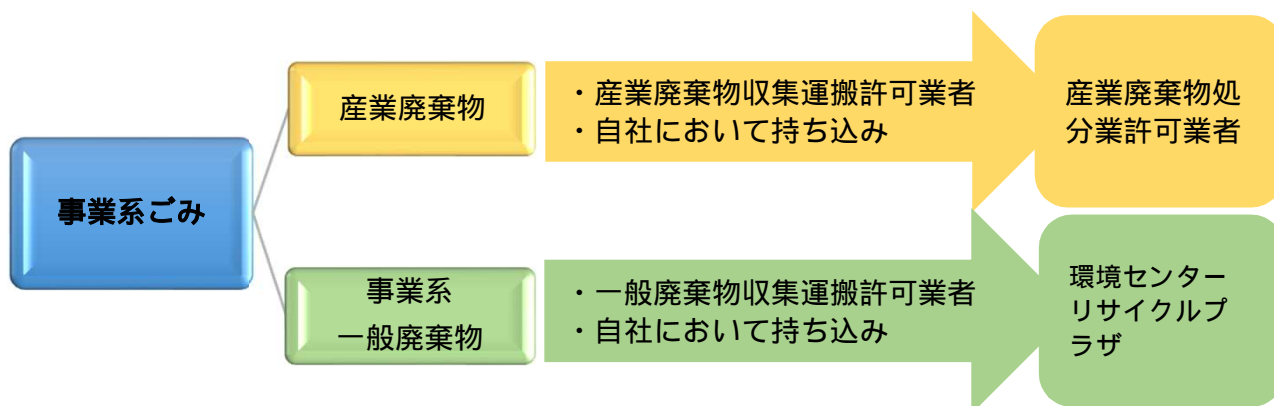 事業系ごみ
産業廃棄物
・産業廃棄物収集運搬許可業者
・自社において持ち込み
産業廃棄物処
分業許可業者
事業系
一般廃棄物
・一般廃棄物収集運搬許可業者
・自社において持ち込み
環境センター
リサイクルプ
ラザ